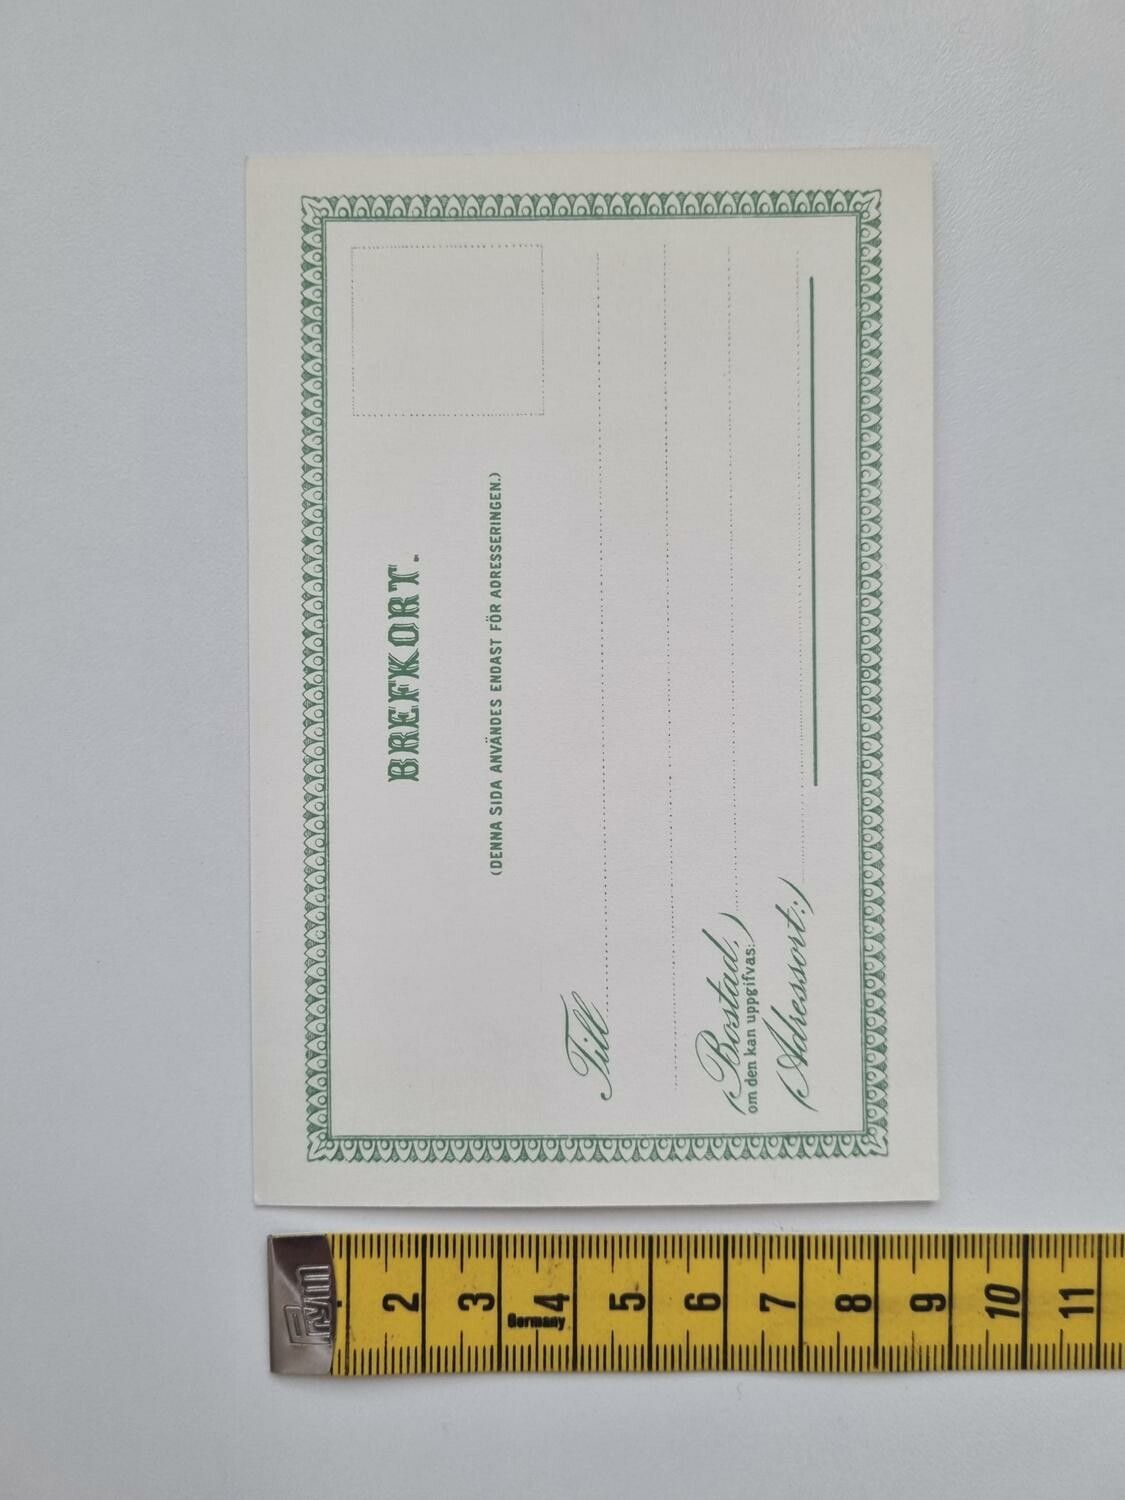 BREFKORT.
(DENNA SIDA ANVÄNDES ENDAST FÖR ADRESSERINGEN.)
Till
(Bostad,)
om den kan uppgifvas:
(Adressort:)
Prym
2 3 4 5 6 7 8 9 10 11
Germany